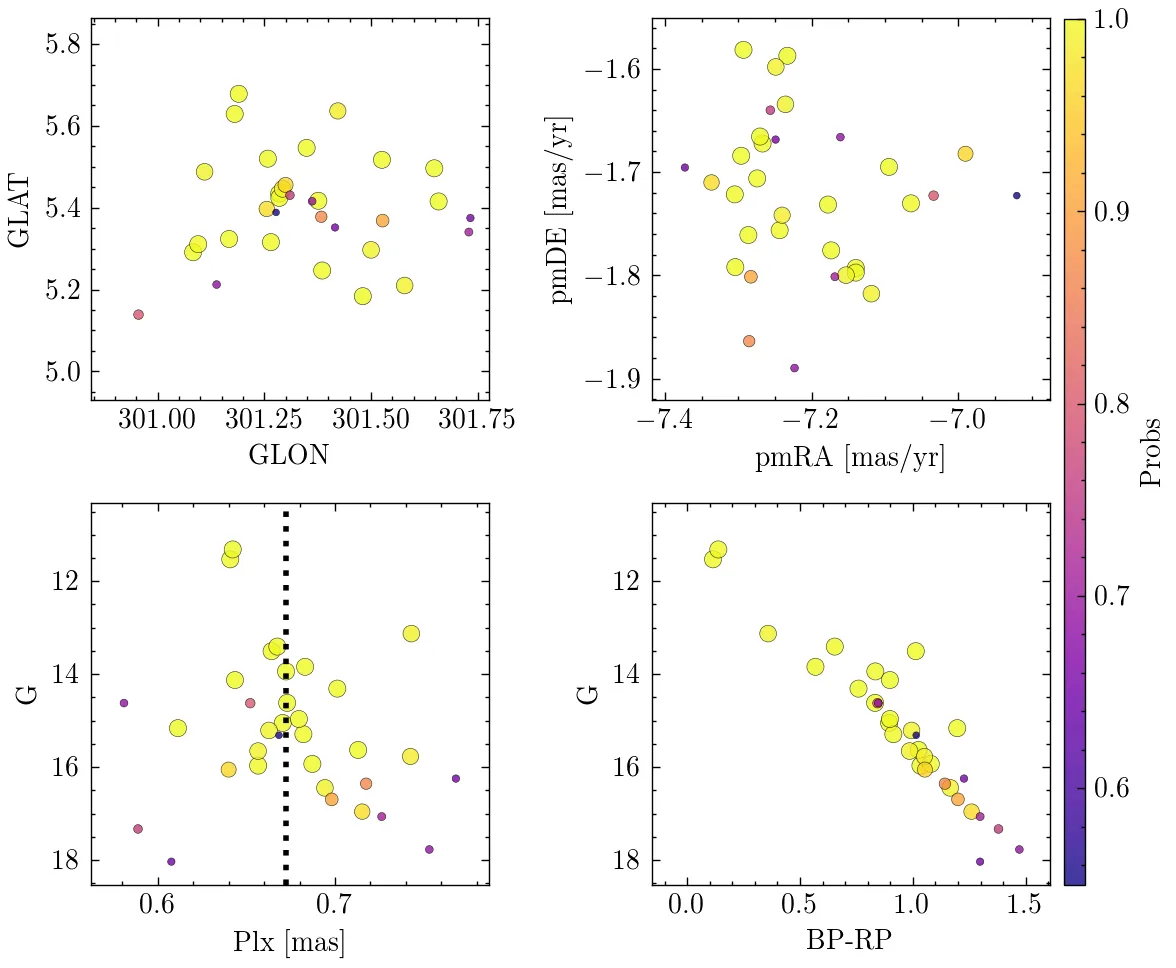 5.8
5.6
5.4
5.2
5.0
GLAT
301.00 301.25 301.50 301.75
GLON
−1.6
−1.7
−1.8
−1.9
pmDE [mas/yr]
−7.4 −7.2 −7.0
pmRA [mas/yr]
12
14
16
18
G
0.6 0.7
Plx [mas]
12
14
16
18
G
0.0 0.5 1.0 1.5
BP-RP
1.0
0.9
0.8
0.7
0.6
Probs